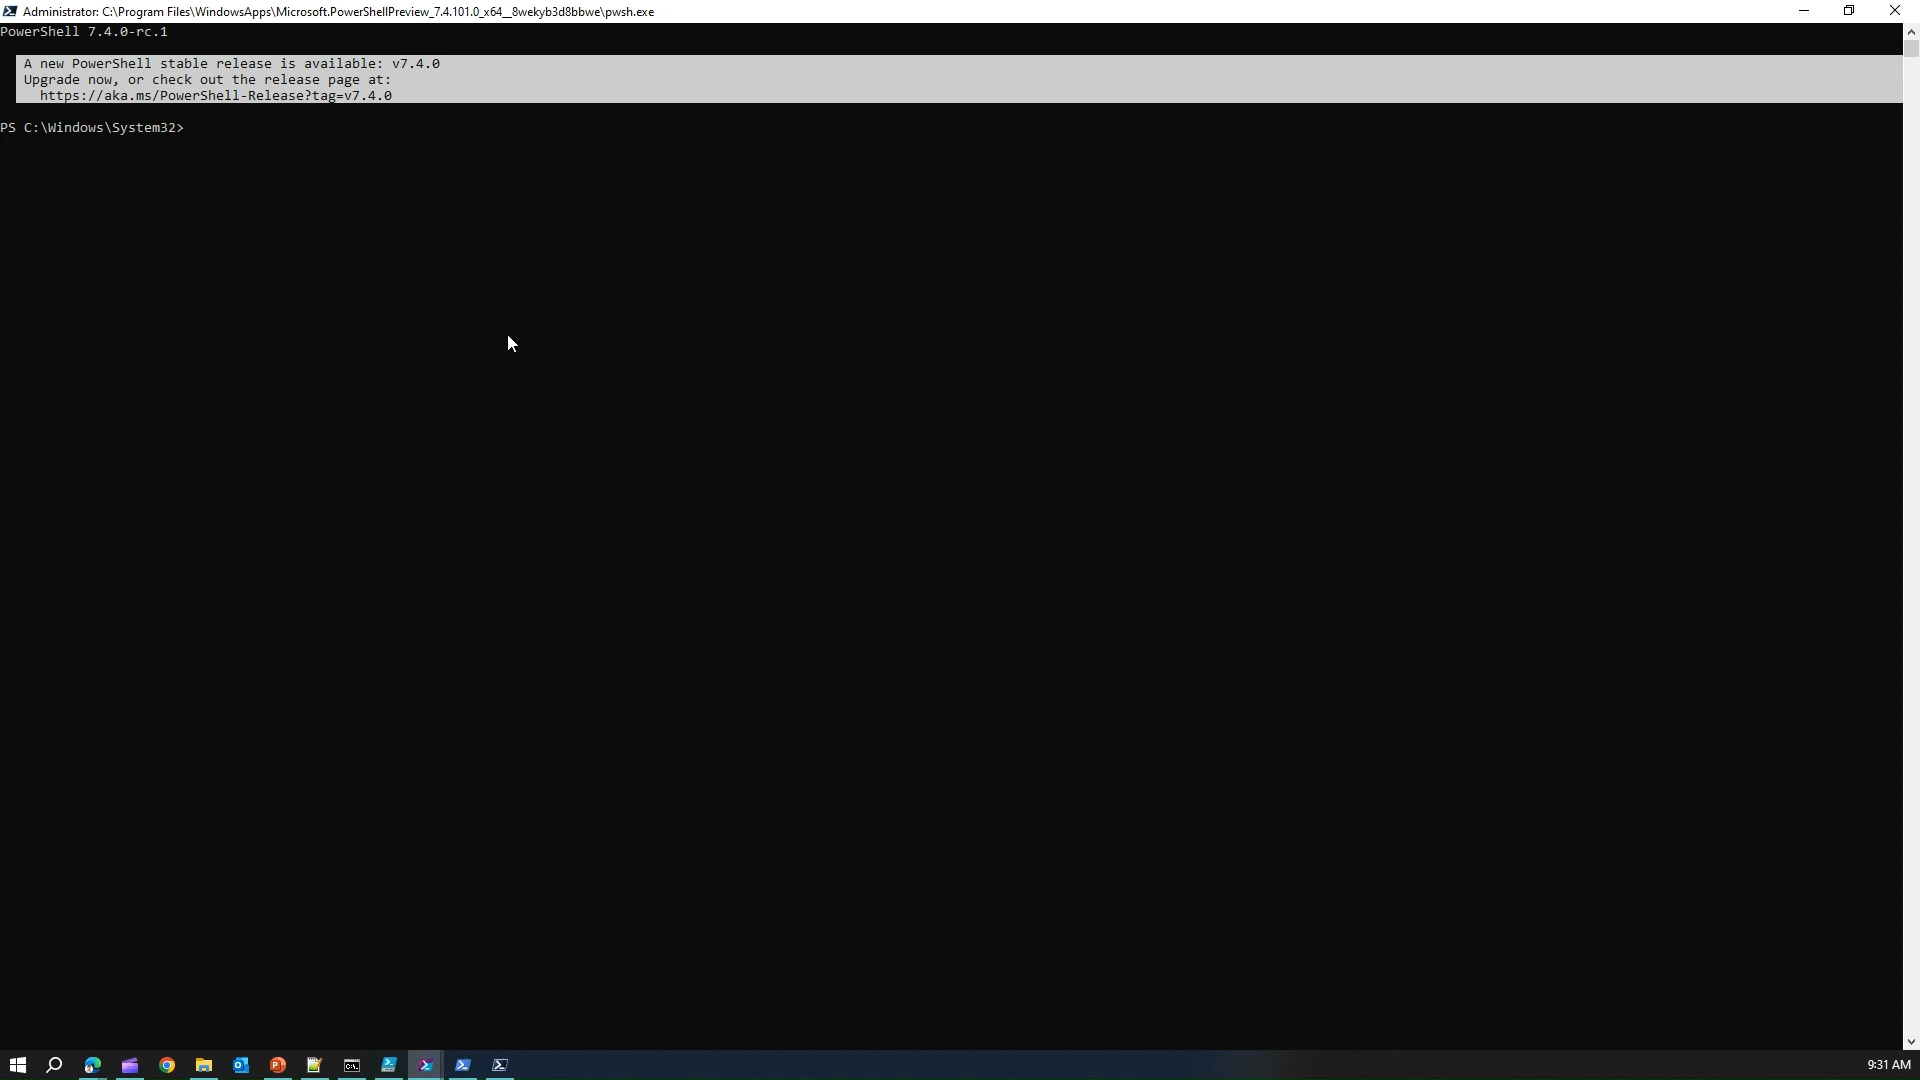 Administrator: C:\Program Files\WindowsApps\Microsoft.PowerShellPreview_7.4.101.0_x64__8wekyb3d8bbwe\pwsh.exe
PowerShell 7.4.0-rc.1
A new PowerShell stable release is available: v7.4.0
Upgrade now, or check out the release page at:
https://aka.ms/PowerShell-Release?tag=v7.4.0
PS C:\Windows\System32>
9:31 AM